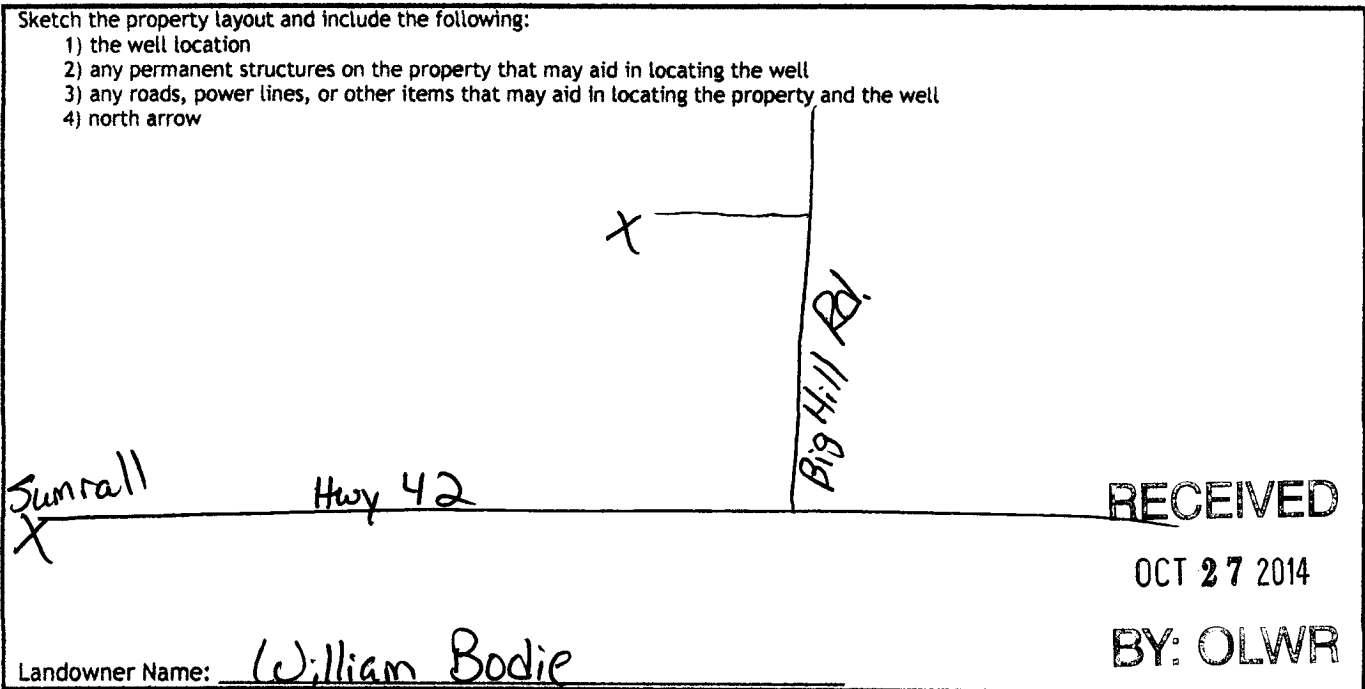 Sketch the property layout and include the following:
1) the well location
2) any permanent structures on the property that may aid in locating the well
3) any roads, power lines, or other items that may aid in locating the property and the well
4) north arrow
X
Big Hill Rd.
Sumrall
Hwy 42
X
RECEIVED
OCT 27 2014
BY: OLWR
Landowner Name: William Bodie